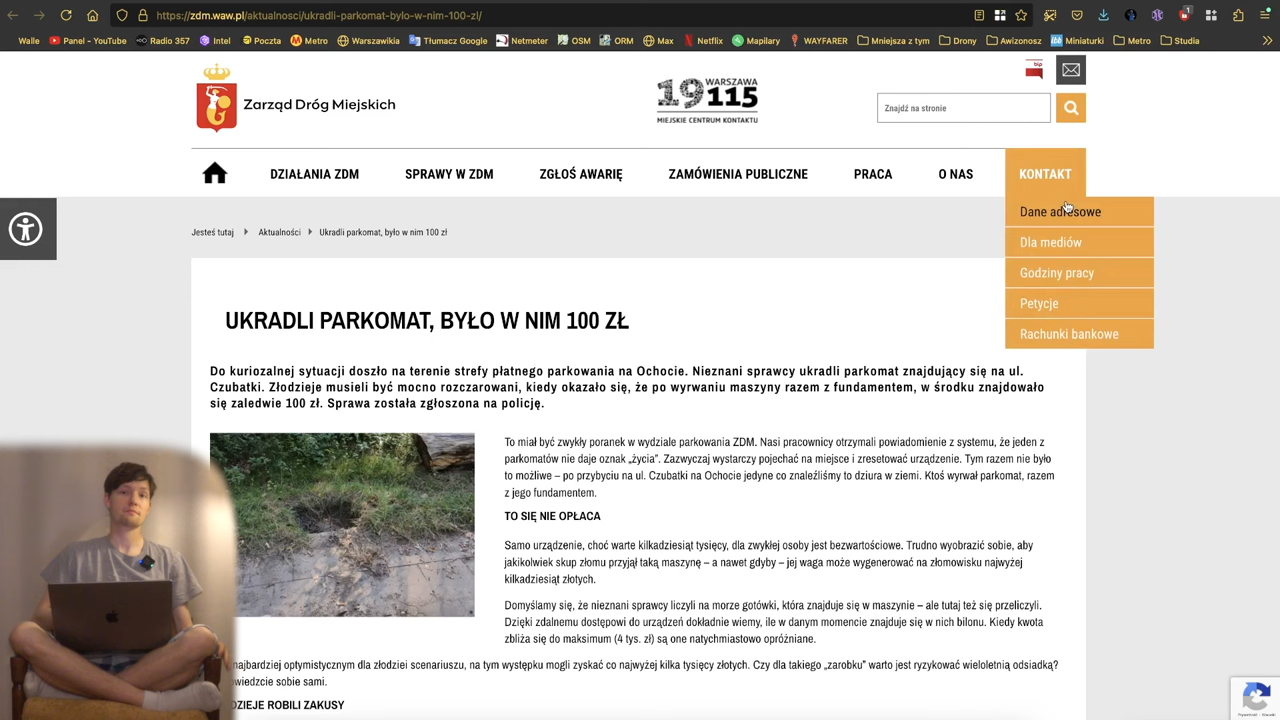 https://zdm.waw.pl/aktualnosci/ukradli-parkomat-bylo-w-nim-100-zl/
Walle Panel - YouTube Radio 357 Intel Poczta Metro Warszawikia Tłumacz Google Netmeter OSM ORM Max Netflix Mapilary WAYFARER Mniejsza z tym Drony Awizonosz Miniaturki Metro Studia
Zarząd Dróg Miejskich
19115 WARSZAWA
MIEJSKIE CENTRUM KONTAKTU
bip
Znajdź na stronie
DZIAŁANIA ZDM SPRAWY W ZDM ZGŁOŚ AWARIĘ ZAMÓWIENIA PUBLICZNE PRACA O NAS KONTAKT
Dane adresowe
Dla mediów
Godziny pracy
Petycje
Rachunki bankowe
Jesteś tutaj Aktualności Ukradli parkomat, było w nim 100 zł
UKRADLI PARKOMAT, BYŁO W NIM 100 ZŁ
Do kuriozalnej sytuacji doszło na terenie strefy płatnego parkowania na Ochocie. Nieznani sprawcy ukradli parkomat znajdujący się na ul.
Czubatki. Złodzieje musieli być mocno rozczarowani, kiedy okazało się, że po wyrwaniu maszyny razem z fundamentem, w środku znajdowało
się zaledwie 100 zł. Sprawa została zgłoszona na policję.
To miał być zwykły poranek w wydziale parkowania ZDM. Nasi pracownicy otrzymali powiadomienie z systemu, że jeden z
parkomatów nie daje oznak „życia”. Zazwyczaj wystarczy pojechać na miejsce i zresetować urządzenie. Tym razem nie było
to możliwe – po przybyciu na ul. Czubatki na Ochocie jedyne co znaleźliśmy to dziura w ziemi. Ktoś wyrwał parkomat, razem
z jego fundamentem.
TO SIĘ NIE OPŁACA
Samo urządzenie, choć warte kilkadziesiąt tysięcy, dla zwykłej osoby jest bezwartościowe. Trudno wyobrazić sobie, aby
jakikolwiek skup złomu przyjął taką maszynę – a nawet gdyby – jej waga może wygenerować na złomowisku najwyżej
kilkadziesiąt złotych.
Domyślamy się, że nieznani sprawcy liczyli na morze gotówki, która znajduje się w maszynie – ale tutaj też się przeliczyli.
Dzięki zdalnemu dostępowi do urządzeń dokładnie wiemy, ile w danym momencie znajduje się w nich bilonu. Kiedy kwota
zbliża się do maksimum (4 tys. zł) są one natychmiastowo opróżniane.
najbardziej optymistycznym dla złodziei scenariuszu, na tym występku mogli zyskać co najwyżej kilka tysięcy złotych. Czy dla takiego „zarobku” warto jest ryzykować wieloletnią odsiadką?
owiedzcie sobie sami.
DZIEJE ROBILI ZAKUSY